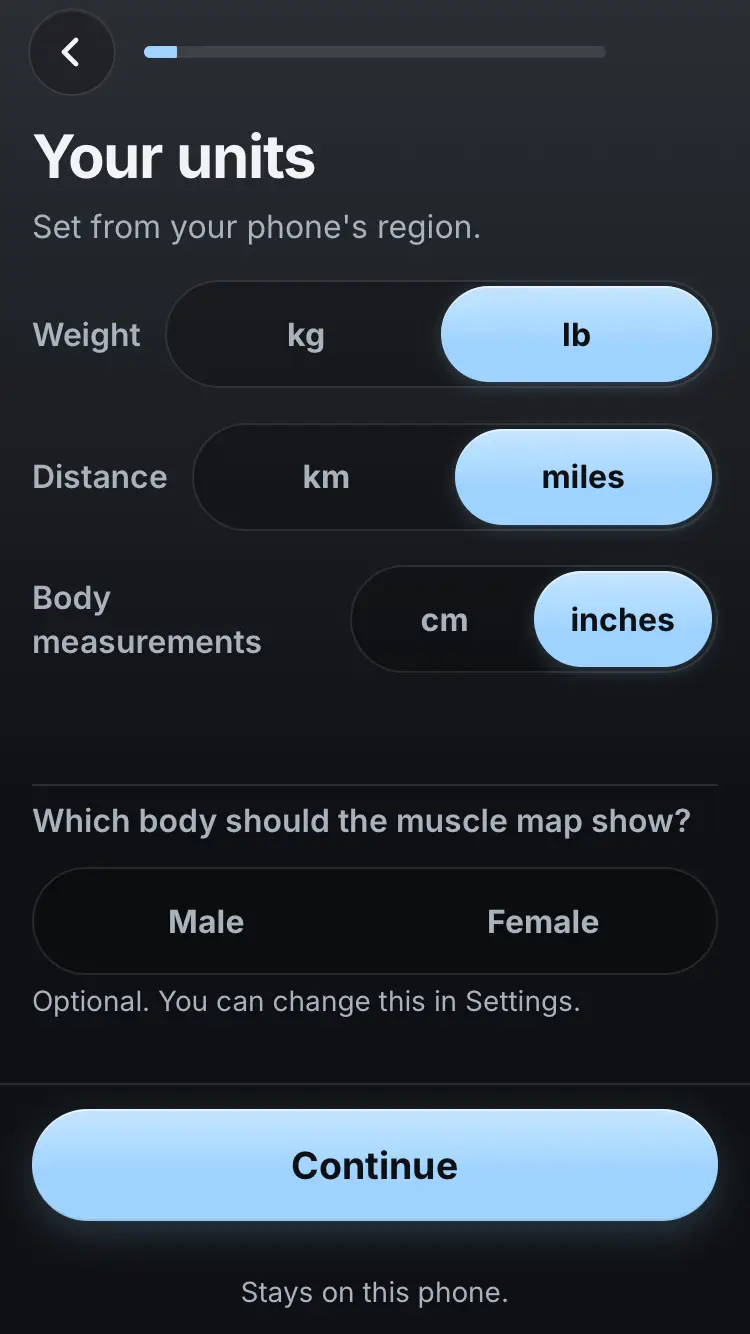 Your units
Set from your phone's region.
Weight
kg
lb
Distance
km
miles
Body
measurements
cm
inches
Which body should the muscle map show?
Male
Female
Optional. You can change this in Settings.
Continue
Stays on this phone.